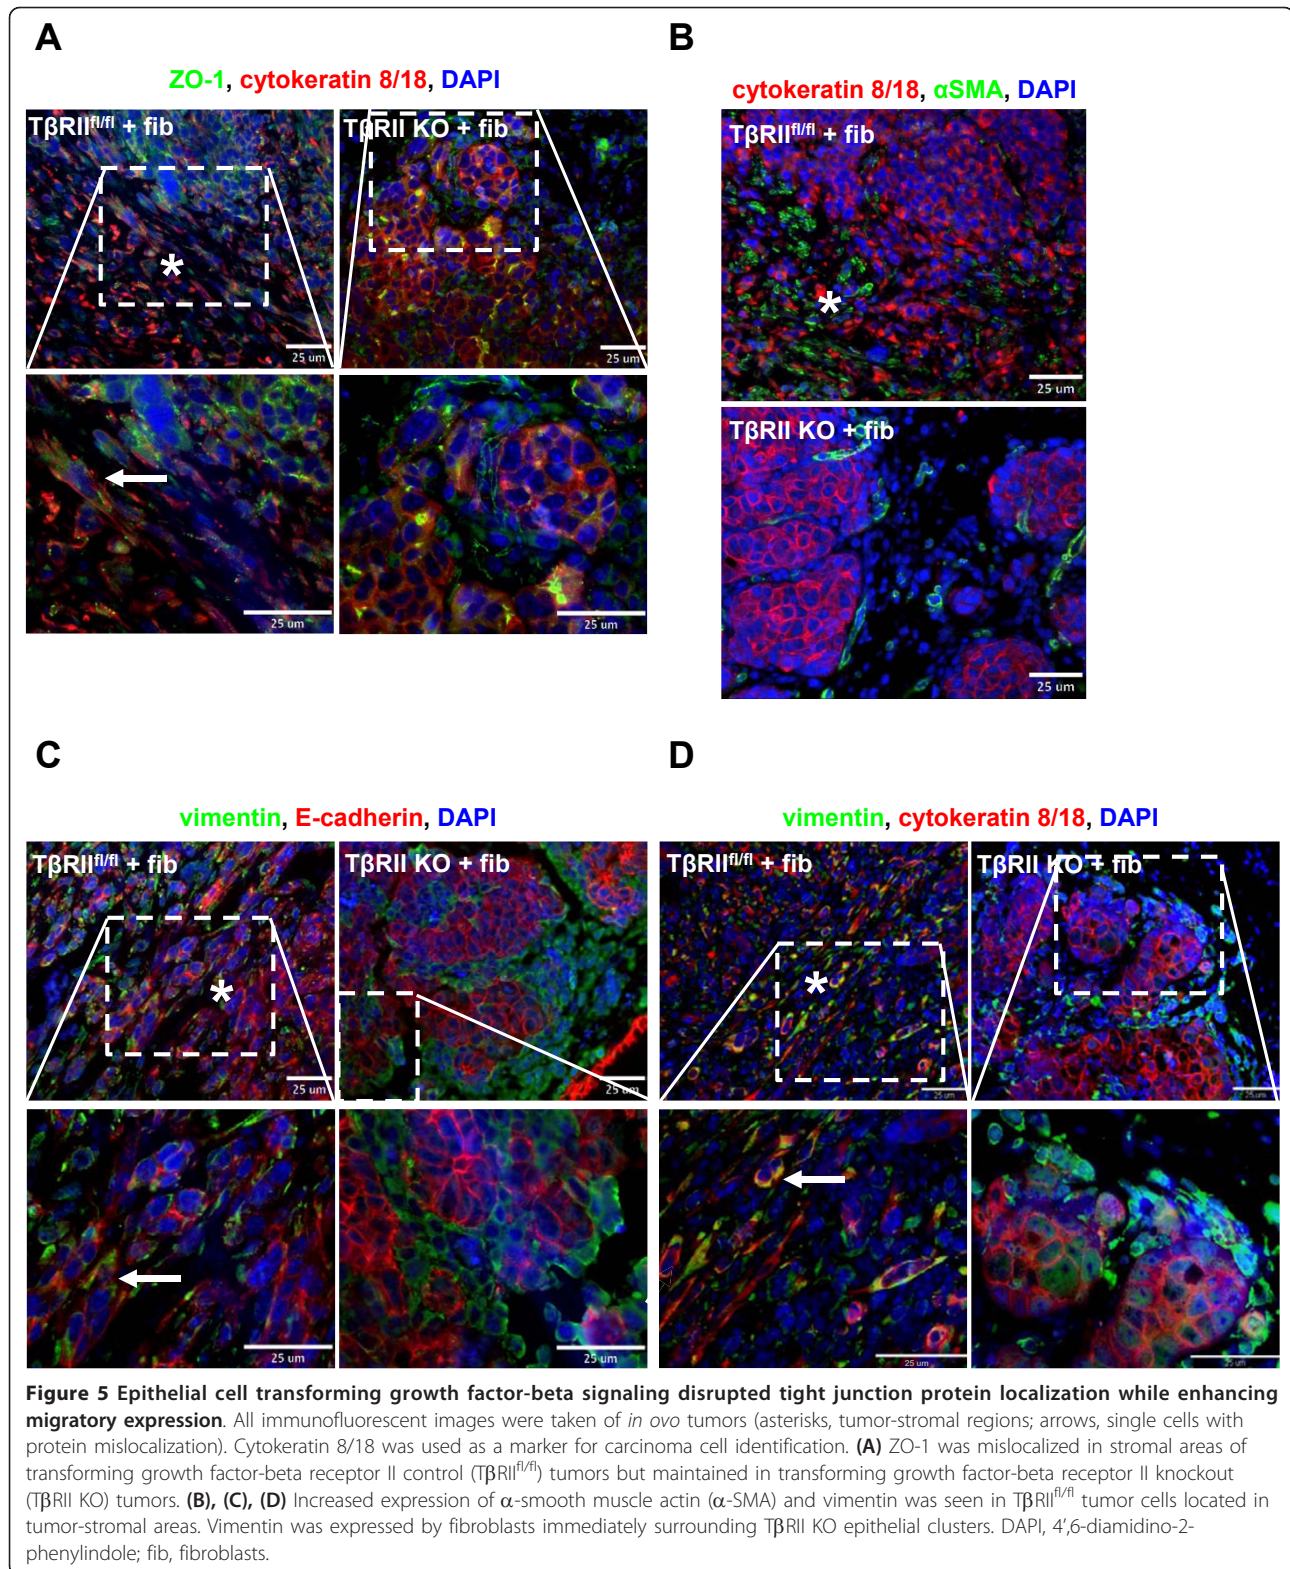 A
ZO-1, cytokeratin 8/18, DAPI
TβRIIfl/fl + fib
TβRII KO + fib
25 um
25 um
25 um
25 um
B
cytokeratin 8/18, αSMA, DAPI
TβRIIfl/fl + fib
25 um
TβRII KO + fib
25 um
C
vimentin, E-cadherin, DAPI
TβRIIfl/fl + fib
TβRII KO + fib
25 um
25 um
25 um
25 um
D
vimentin, cytokeratin 8/18, DAPI
TβRIIfl/fl + fib
TβRII KO + fib
25 um
25 um
25 um
25 um
Figure 5 Epithelial cell transforming growth factor-beta signaling disrupted tight junction protein localization while enhancing
migratory expression. All immunofluorescent images were taken of in ovo tumors (asterisks, tumor-stromal regions; arrows, single cells with
protein mislocalization). Cytokeratin 8/18 was used as a marker for carcinoma cell identification. (A) ZO-1 was mislocalized in stromal areas of
transforming growth factor-beta receptor II control (TβRIIfl/fl) tumors but maintained in transforming growth factor-beta receptor II knockout
(TβRII KO) tumors. (B), (C), (D) Increased expression of α-smooth muscle actin (α-SMA) and vimentin was seen in TβRIIfl/fl tumor cells located in
tumor-stromal areas. Vimentin was expressed by fibroblasts immediately surrounding TβRII KO epithelial clusters. DAPI, 4′,6-diamidino-2-
phenylindole; fib, fibroblasts.